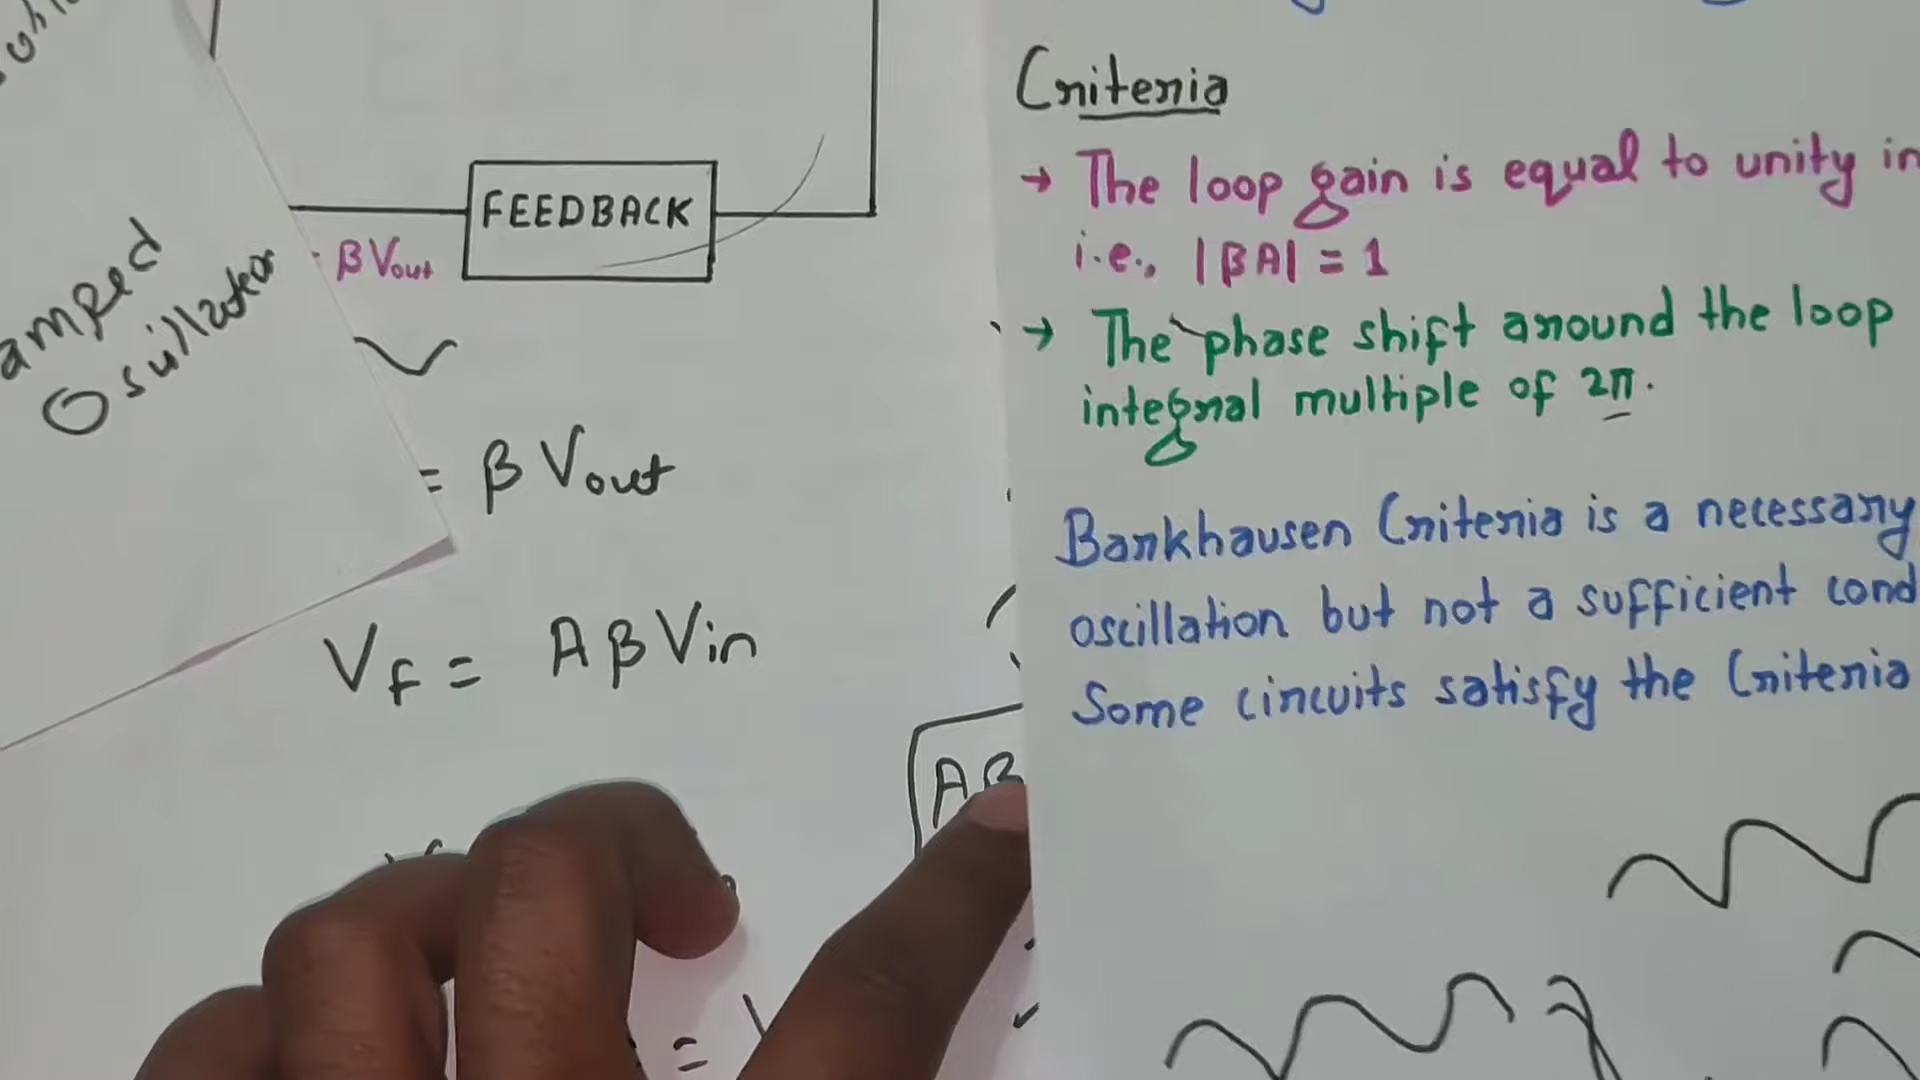 amped
Osillator
FEEDBACK
βVout
= βVout
VF = AβVin
Aβ
=
Criteria
→ The loop gain is equal to unity in
i.e., |βA| = 1
→ The phase shift around the loop
integral multiple of 2π.
Barkhausen Criteria is a necessary
oscillation but not a sufficient cond
Some circuits satisfy the Criteria